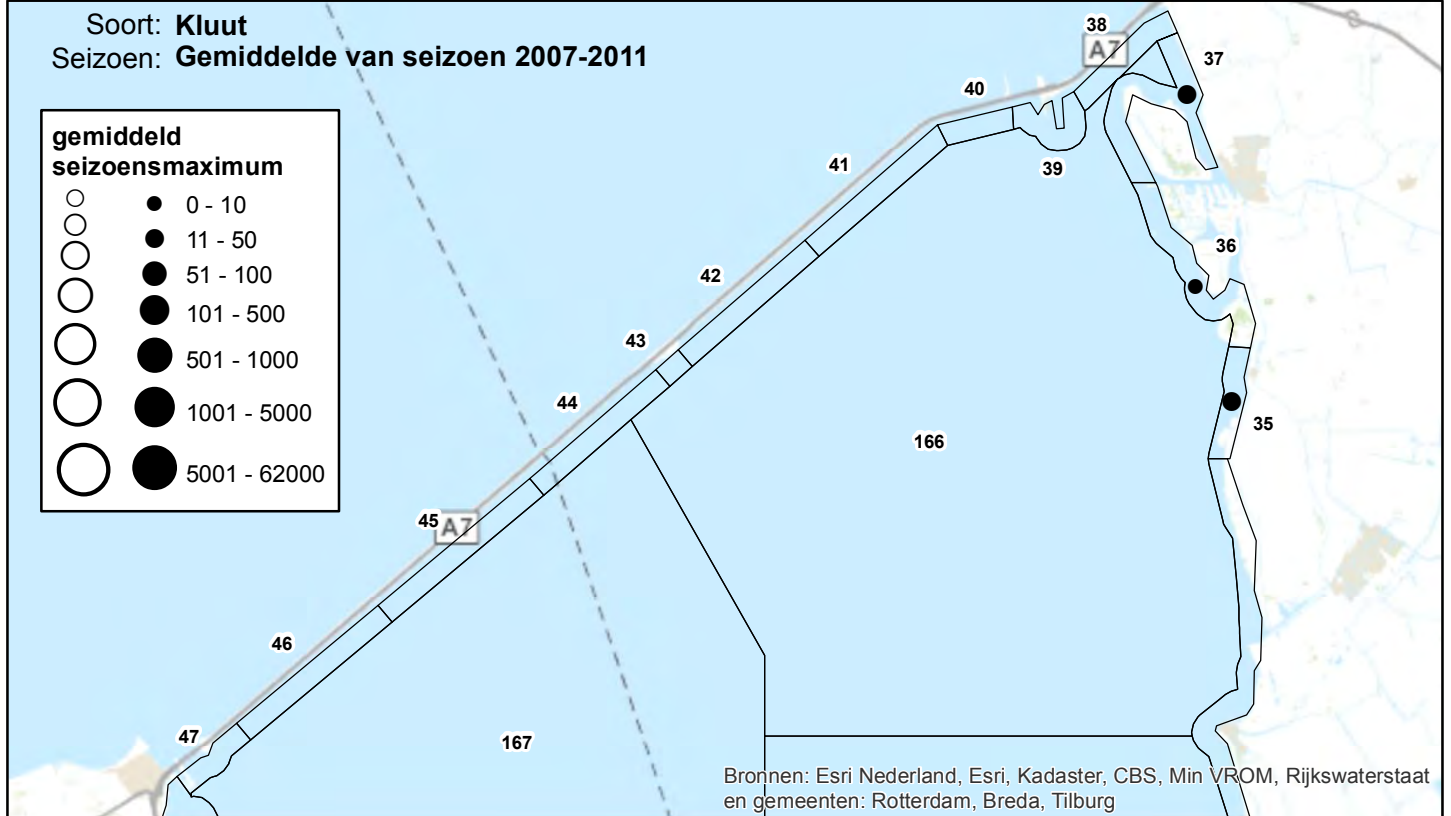 Soort: Kluut
Seizoen: Gemiddelde van seizoen 2007-2011
gemiddeld
seizoensmaximum
0 - 10
11 - 50
51 - 100
101 - 500
501 - 1000
1001 - 5000
5001 - 62000
38
A7
37
40
41
39
36
42
43
44
35
166
45
A7
46
47
167
Bronnen: Esri Nederland, Esri, Kadaster, CBS, Min VROM, Rijkswaterstaat
en gemeenten: Rotterdam, Breda, Tilburg